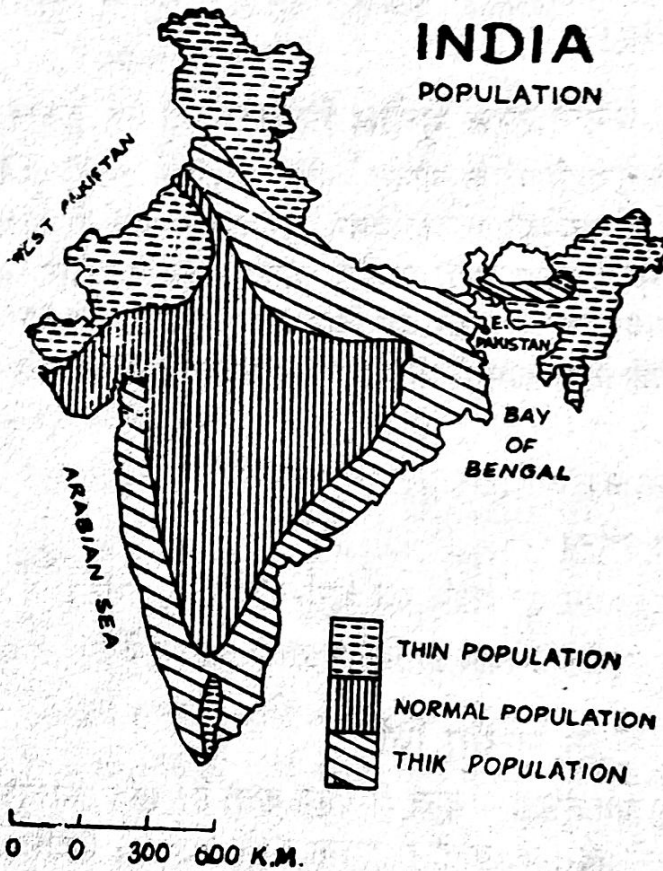 INDIA
POPULATION
WEST PAKIFTAN
E.
PAKISTAN
BAY
OF
BENGAL
ARABIAN SEA
THIN POPULATION
NORMAL POPULATION
THIK POPULATION
0 0 300 600 K.M.